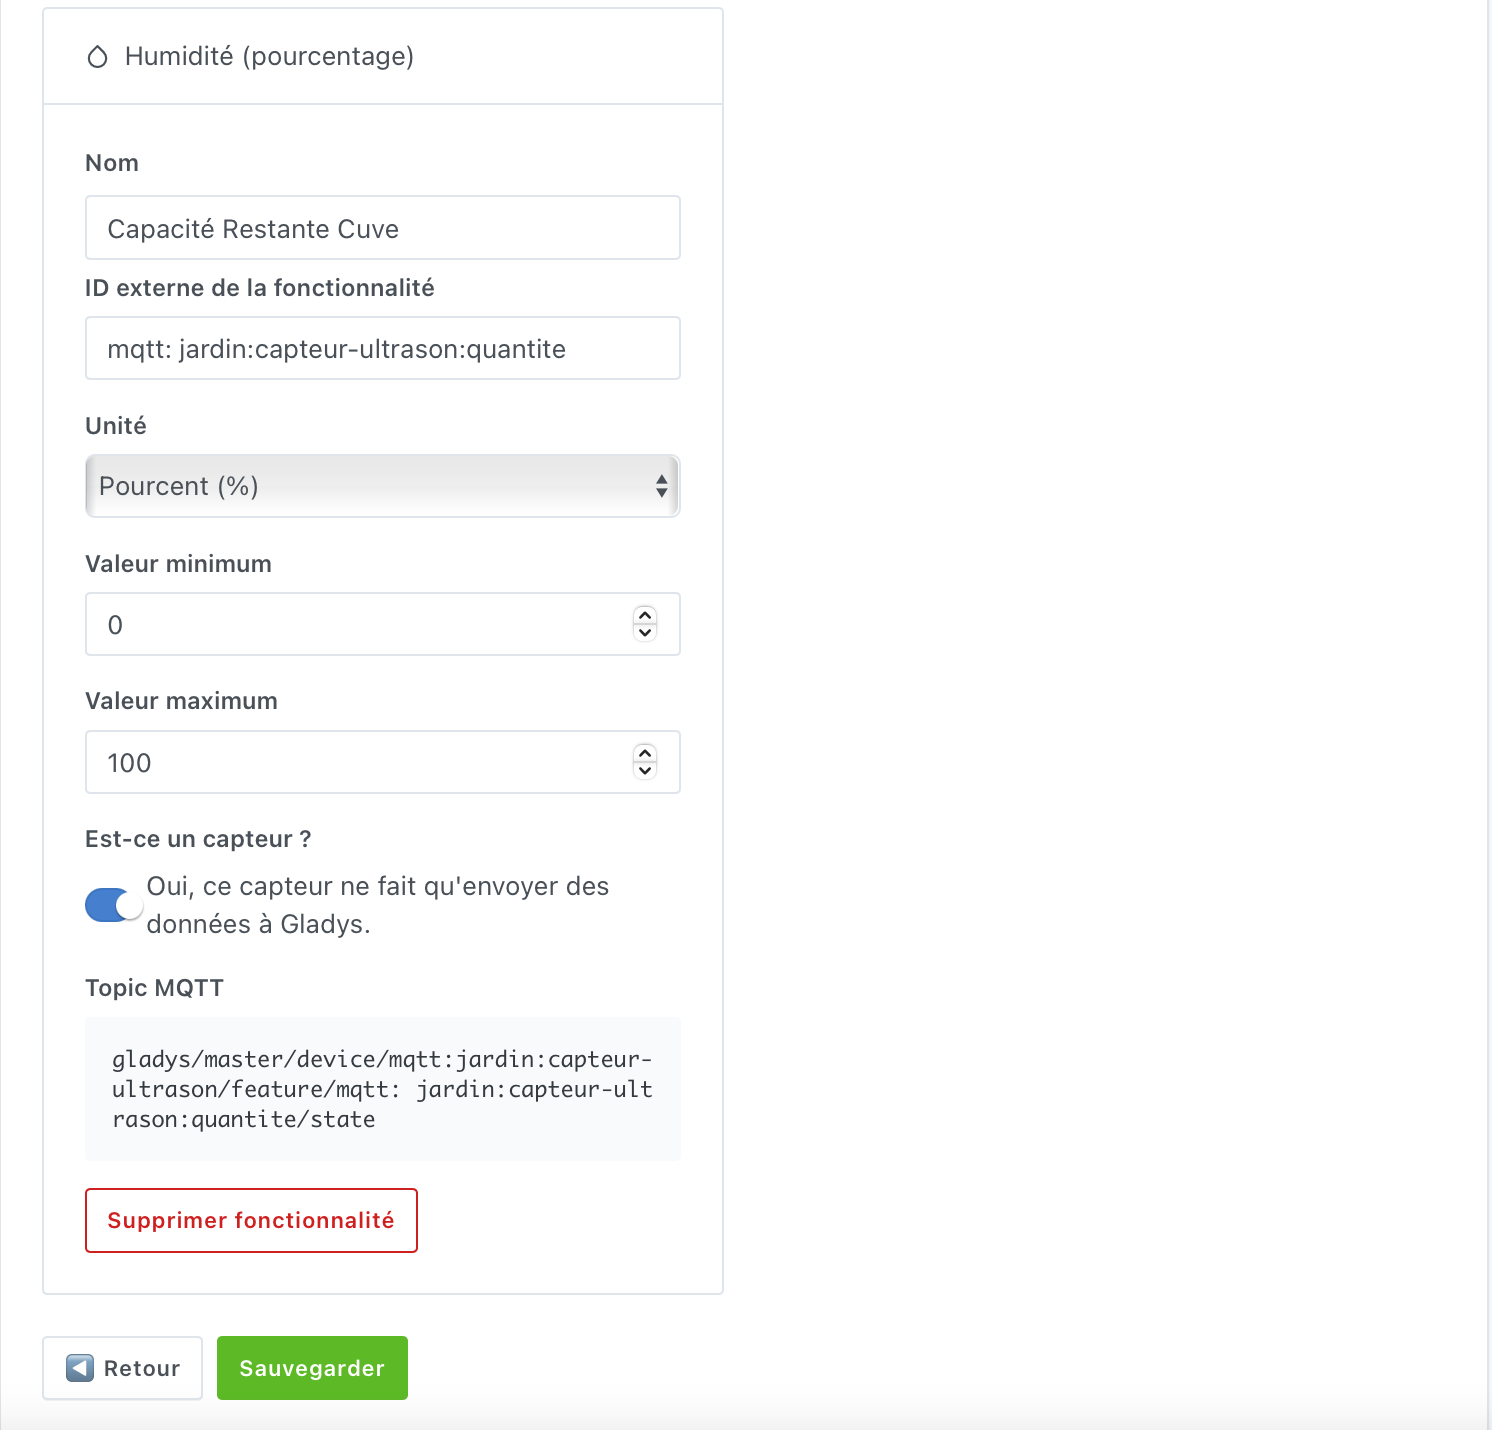 Humidité (pourcentage)
Nom
Capacité Restante Cuve
ID externe de la fonctionnalité
mqtt: jardin:capteur-ultrason:quantite
Unité
Pourcent (%)
Valeur minimum
0
Valeur maximum
100
Est-ce un capteur ?
Oui, ce capteur ne fait qu'envoyer des
données à Gladys.
Topic MQTT
gladys/master/device/mqtt:jardin:capteur-
ultrason/feature/mqtt: jardin:capteur-ult
rason:quantite/state
Supprimer fonctionnalité
Retour
Sauvegarder